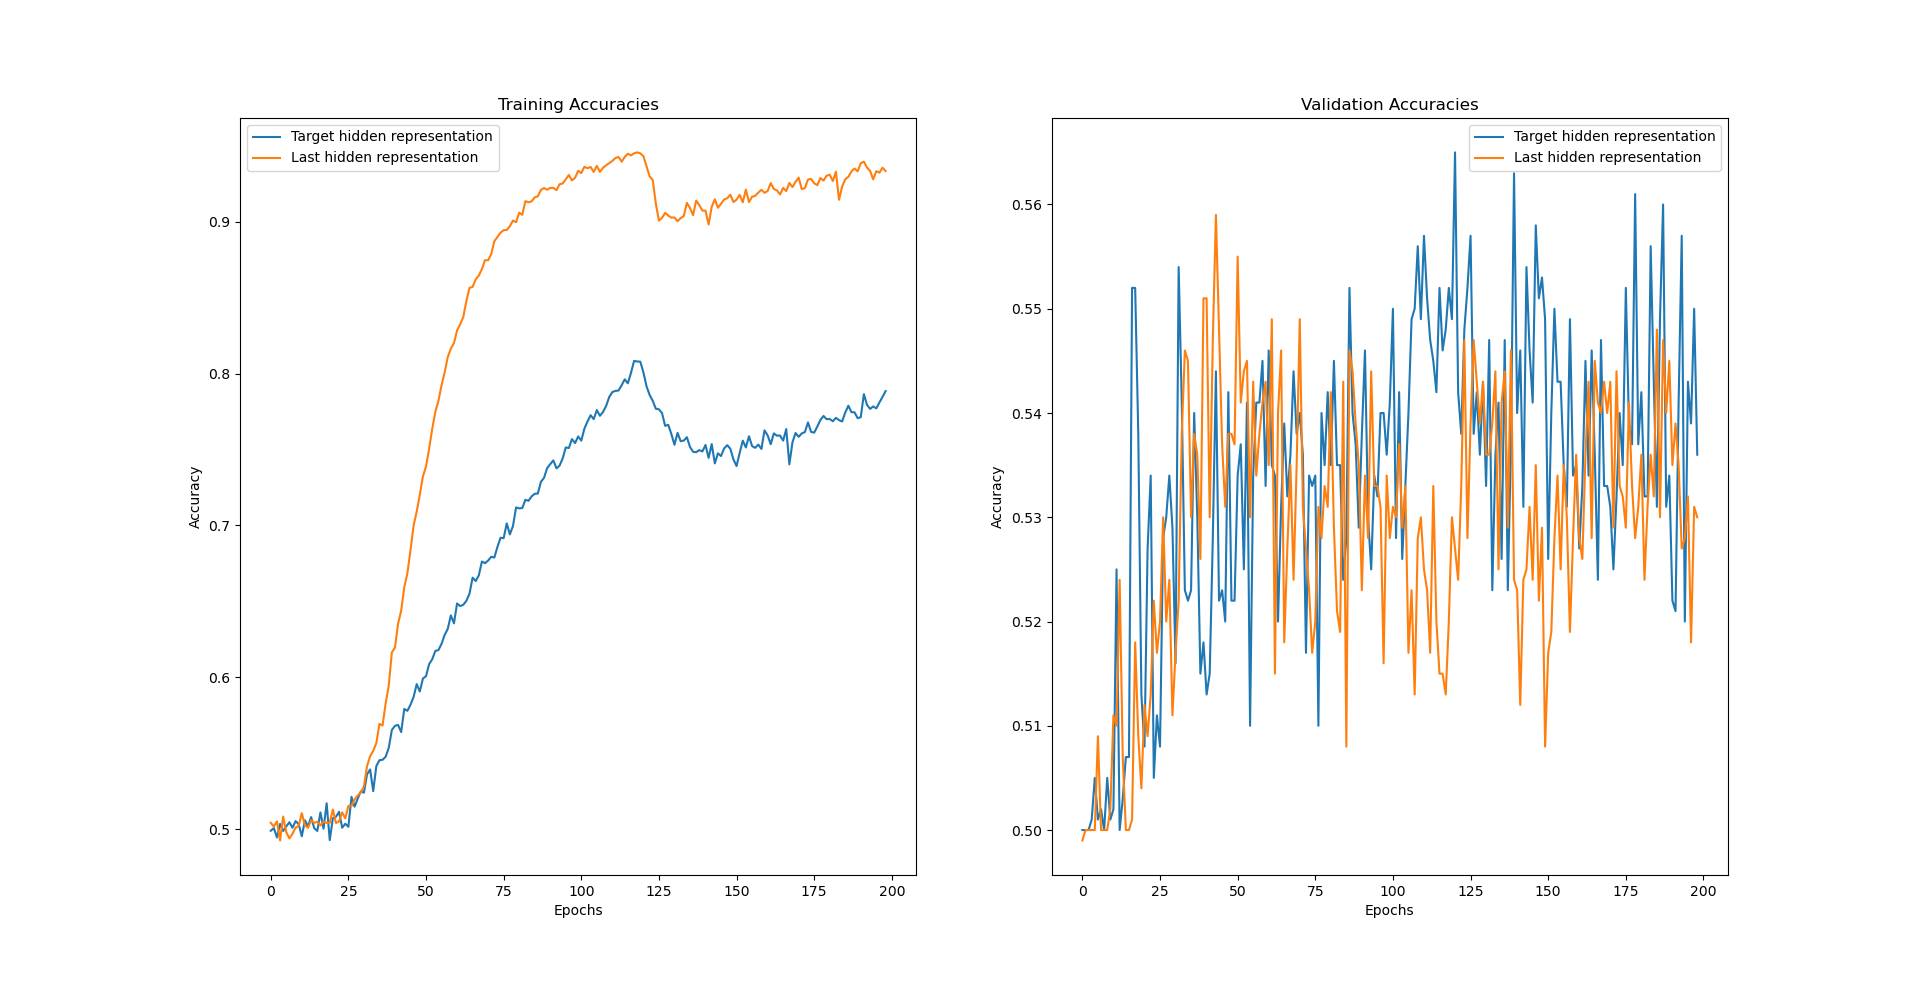 Training Accuracies
Target hidden representation
Last hidden representation
0.9
0.8
0.7
0.6
0.5
Accuracy
0 25 50 75 100 125 150 175 200
Epochs
Validation Accuracies
Target hidden representation
Last hidden representation
0.56
0.55
0.54
0.53
0.52
0.51
0.50
Accuracy
0 25 50 75 100 125 150 175 200
Epochs